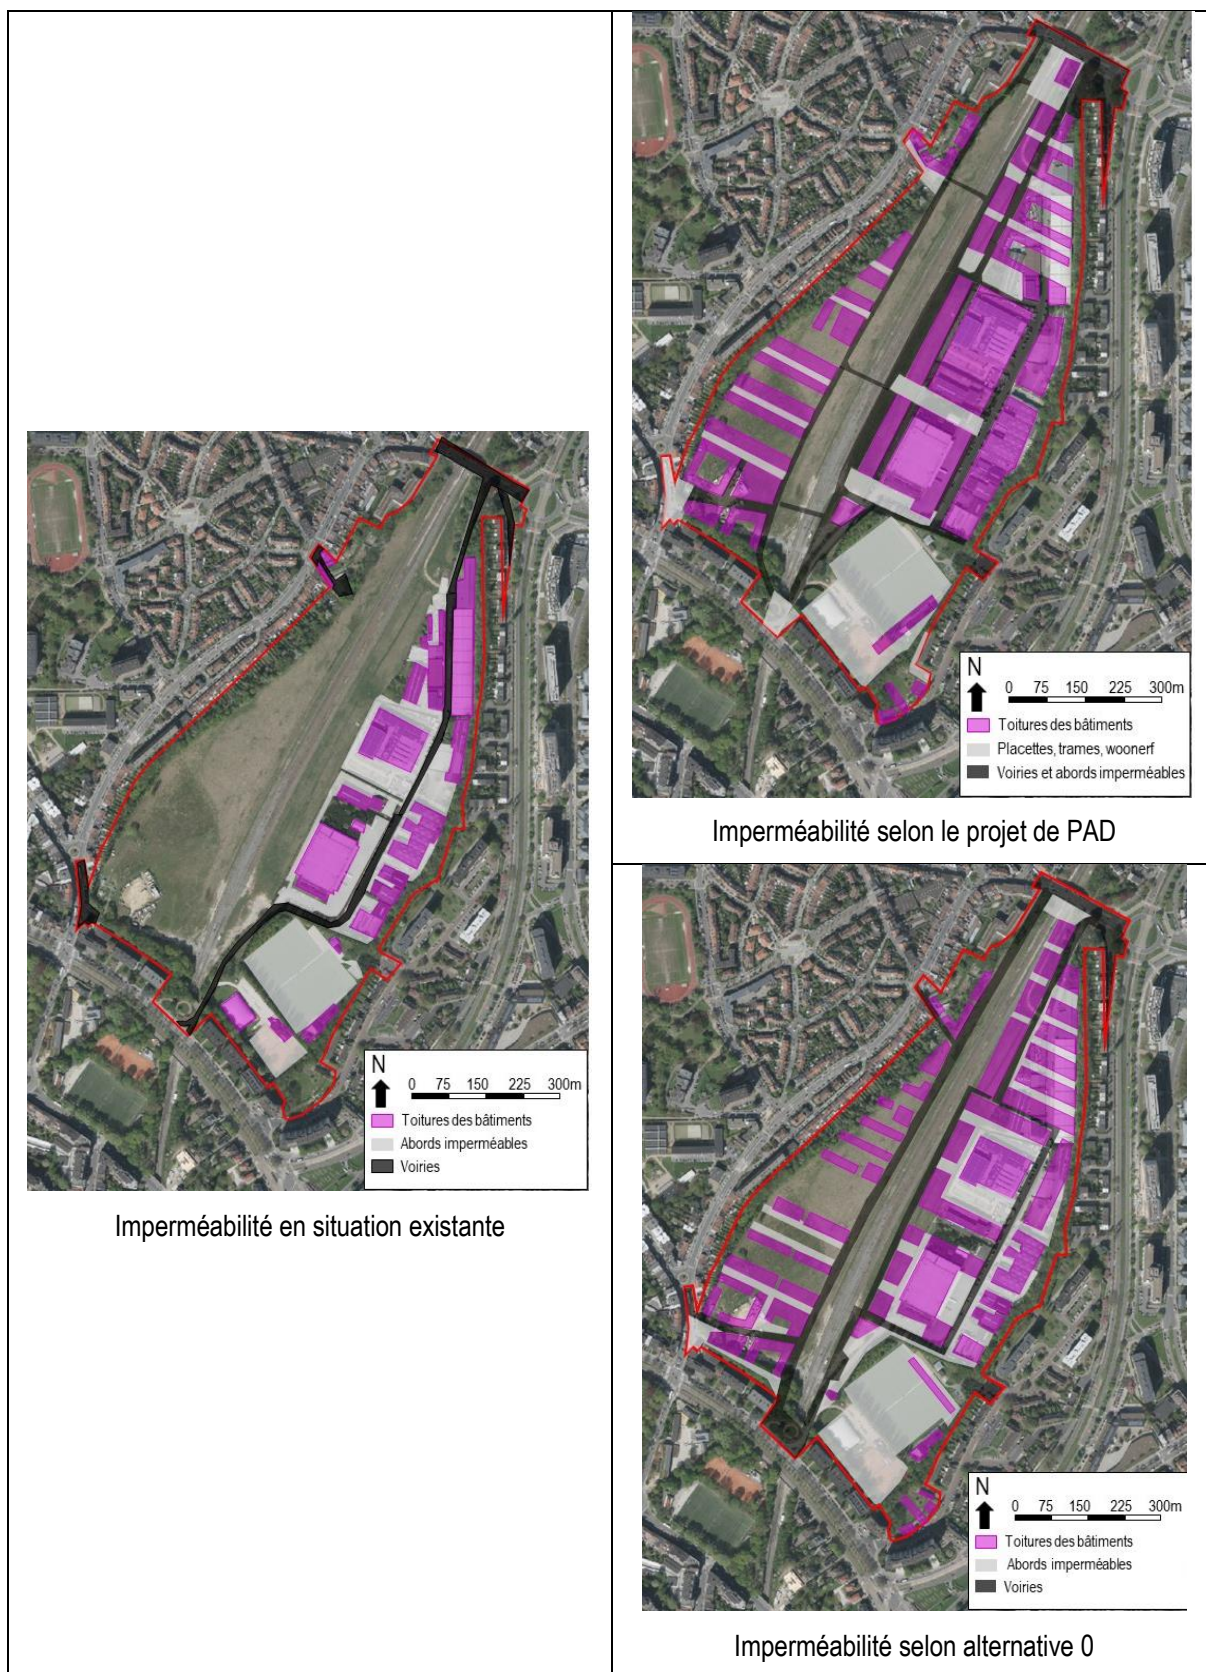 N
0 75 150 225 300m
Toitures des bâtiments
Abords imperméables
Voiries
Imperméabilité en situation existante
N
0 75 150 225 300m
Toitures des bâtiments
Placettes, trames, woonerf
Voiries et abords imperméables
Imperméabilité selon le projet de PAD
N
0 75 150 225 300m
Toitures des bâtiments
Abords imperméables
Voiries
Imperméabilité selon alternative 0